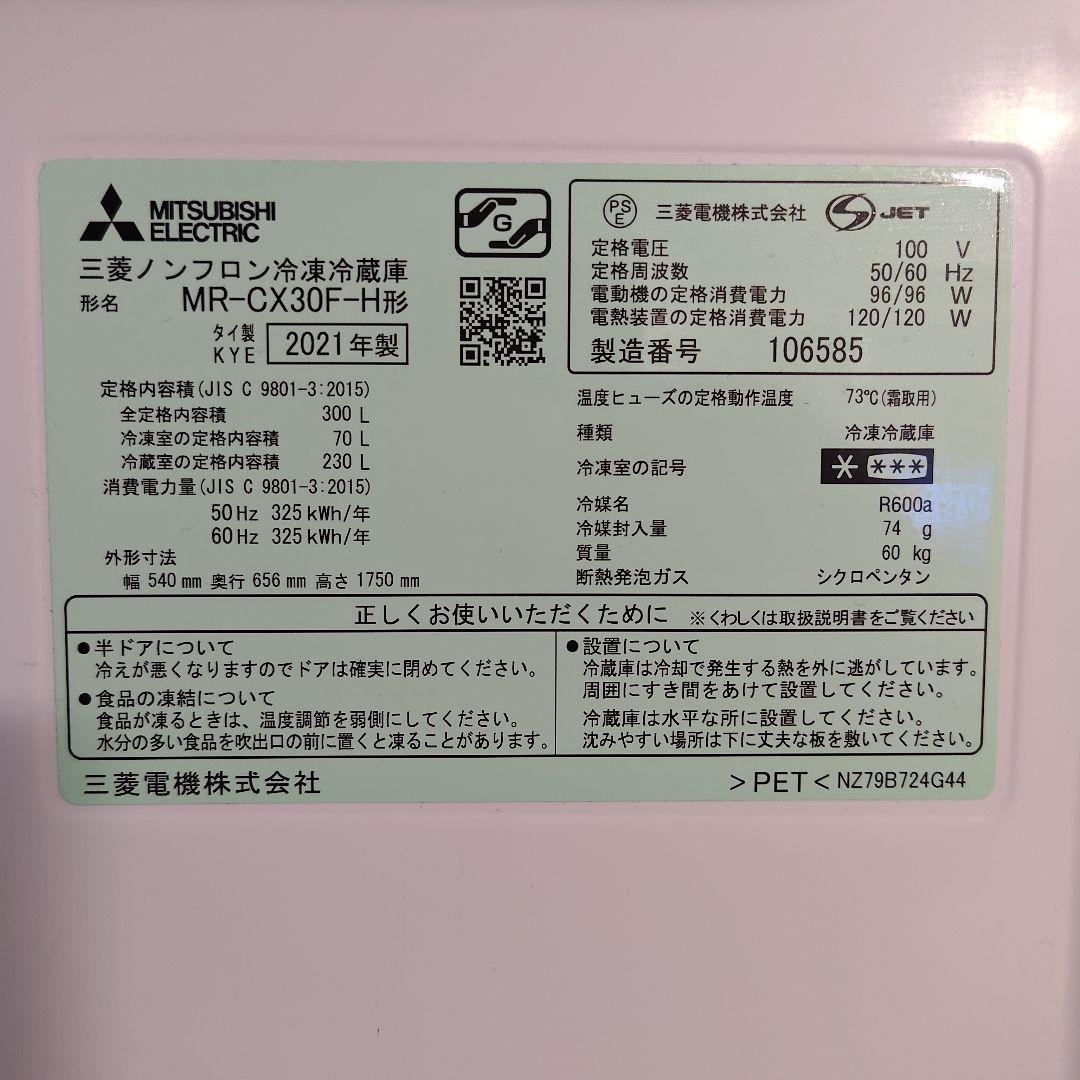 MITSUBISHI
ELECTRIC
三菱ノンフロン冷凍冷蔵庫
形名 MR-CX30F-H形
タイ製
KYE 2021年製
G
定格内容積(JIS C 9801-3:2015)
全定格内容積 300 L
冷凍室の定格内容積 70 L
冷蔵室の定格内容積 230 L
消費電力量(JIS C 9801-3:2015)
50Hz 325kWh/年
60Hz 325kWh/年
外形寸法
幅 540mm 奥行 656mm 高さ 1750mm
PSE 三菱電機株式会社 JET
定格電圧 100 V
定格周波数 50/60 Hz
電動機の定格消費電力 96/96 W
電熱装置の定格消費電力 120/120 W
製造番号 106585
温度ヒューズの定格動作温度 73℃(霜取用)
種類 冷凍冷蔵庫
冷凍室の記号 * ***
冷媒名 R600a
冷媒封入量 74 g
質量 60 kg
断熱発泡ガス シクロペンタン
正しくお使いいただくために ※くわしくは取扱説明書をご覧ください
●半ドアについて
冷えが悪くなりますのでドアは確実に閉めてください。
●食品の凍結について
食品が凍るときは、温度調節を弱側にしてください。
水分の多い食品を吹出口の前に置くと凍ることがあります。
●設置について
冷蔵庫は冷却で発生する熱を外に逃がしています。
周囲にすき間をあけて設置してください。
冷蔵庫は水平な所に設置してください。
沈みやすい場所は下に丈夫な板を敷いてください。
三菱電機株式会社
>PET< NZ79B724G44